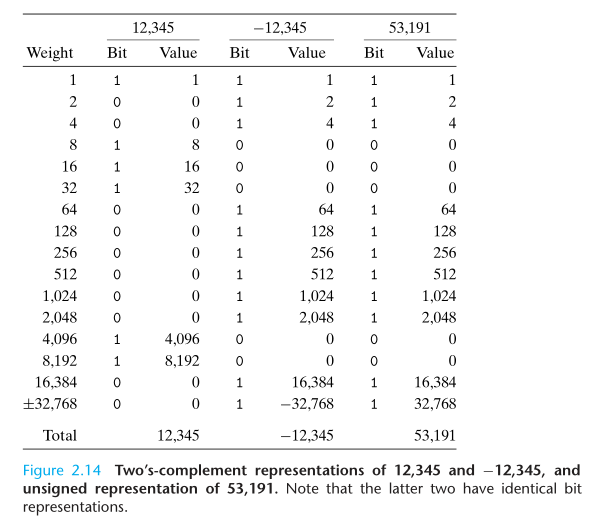 12,345 −12,345 53,191
Weight Bit Value Bit Value Bit Value
1 1 1 1 1 1 1
2 0 0 1 2 1 2
4 0 0 1 4 1 4
8 1 8 0 0 0 0
16 1 16 0 0 0 0
32 1 32 0 0 0 0
64 0 0 1 64 1 64
128 0 0 1 128 1 128
256 0 0 1 256 1 256
512 0 0 1 512 1 512
1,024 0 0 1 1,024 1 1,024
2,048 0 0 1 2,048 1 2,048
4,096 1 4,096 0 0 0 0
8,192 1 8,192 0 0 0 0
16,384 0 0 1 16,384 1 16,384
±32,768 0 0 1 −32,768 1 32,768
Total 12,345 −12,345 53,191
Figure 2.14 Two's-complement representations of 12,345 and −12,345, and
unsigned representation of 53,191. Note that the latter two have identical bit
representations.